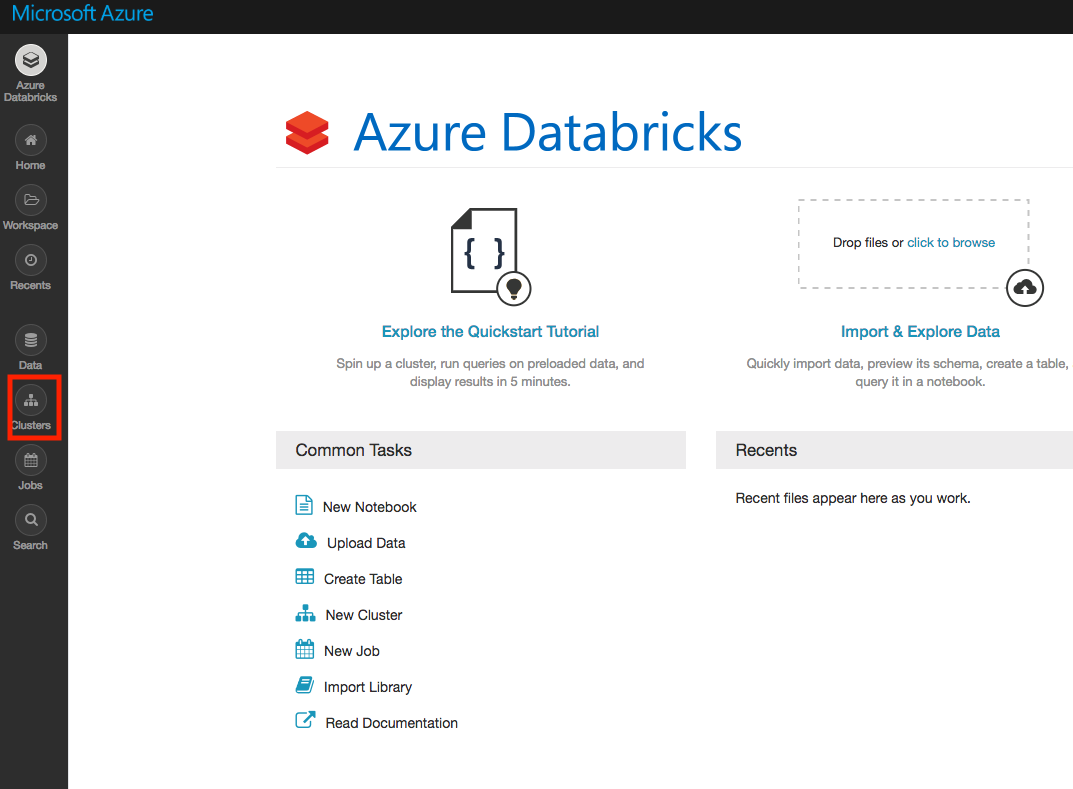 Microsoft Azure
Azure
Databricks
Home
Workspace
Recents
Data
Clusters
Jobs
Search
Azure Databricks
{ }
Explore the Quickstart Tutorial
Spin up a cluster, run queries on preloaded data, and
display results in 5 minutes.
Drop files or click to browse
Import & Explore Data
Quickly import data, preview its schema, create a table,
query it in a notebook.
Common Tasks
New Notebook
Upload Data
Create Table
New Cluster
New Job
Import Library
Read Documentation
Recents
Recent files appear here as you work.